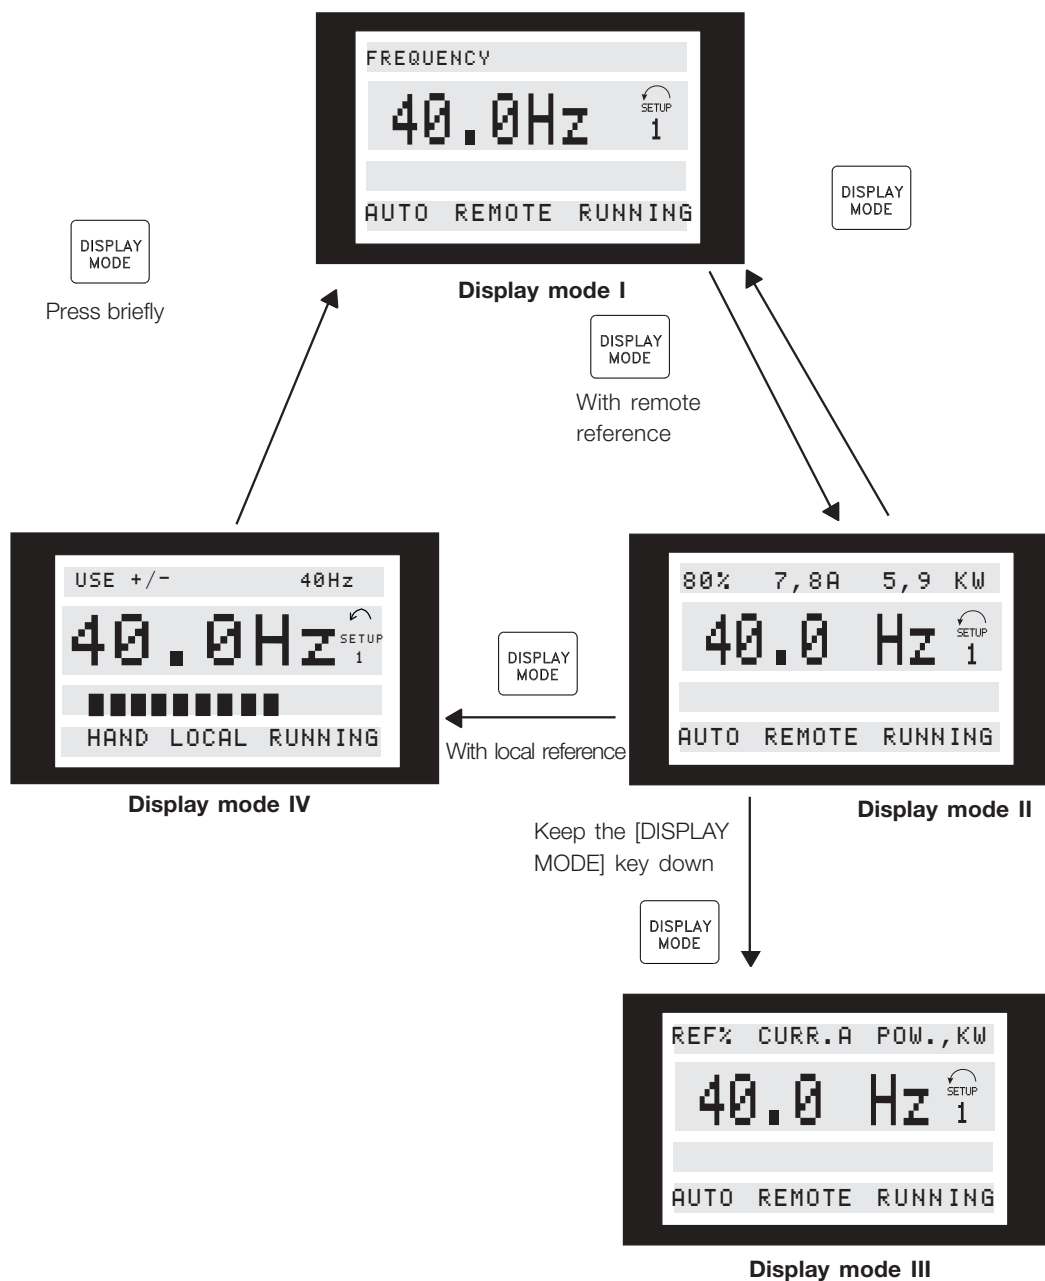 FREQUENCY
40.0Hz
SETUP
1
AUTO REMOTE RUNNING
Display mode I
DISPLAY
MODE
DISPLAY
MODE
Press briefly
DISPLAY
MODE
With remote
reference
USE +/-  40Hz
40.0Hz
SETUP
1
HAND LOCAL RUNNING
Display mode IV
DISPLAY
MODE
With local reference
80% 7,8A 5,9 KW
40.0 Hz
SETUP
1
AUTO REMOTE RUNNING
Display mode II
Keep the [DISPLAY
MODE] key down
DISPLAY
MODE
REF% CURR.A POW.,KW
40.0 Hz
SETUP
1
AUTO REMOTE RUNNING
Display mode III